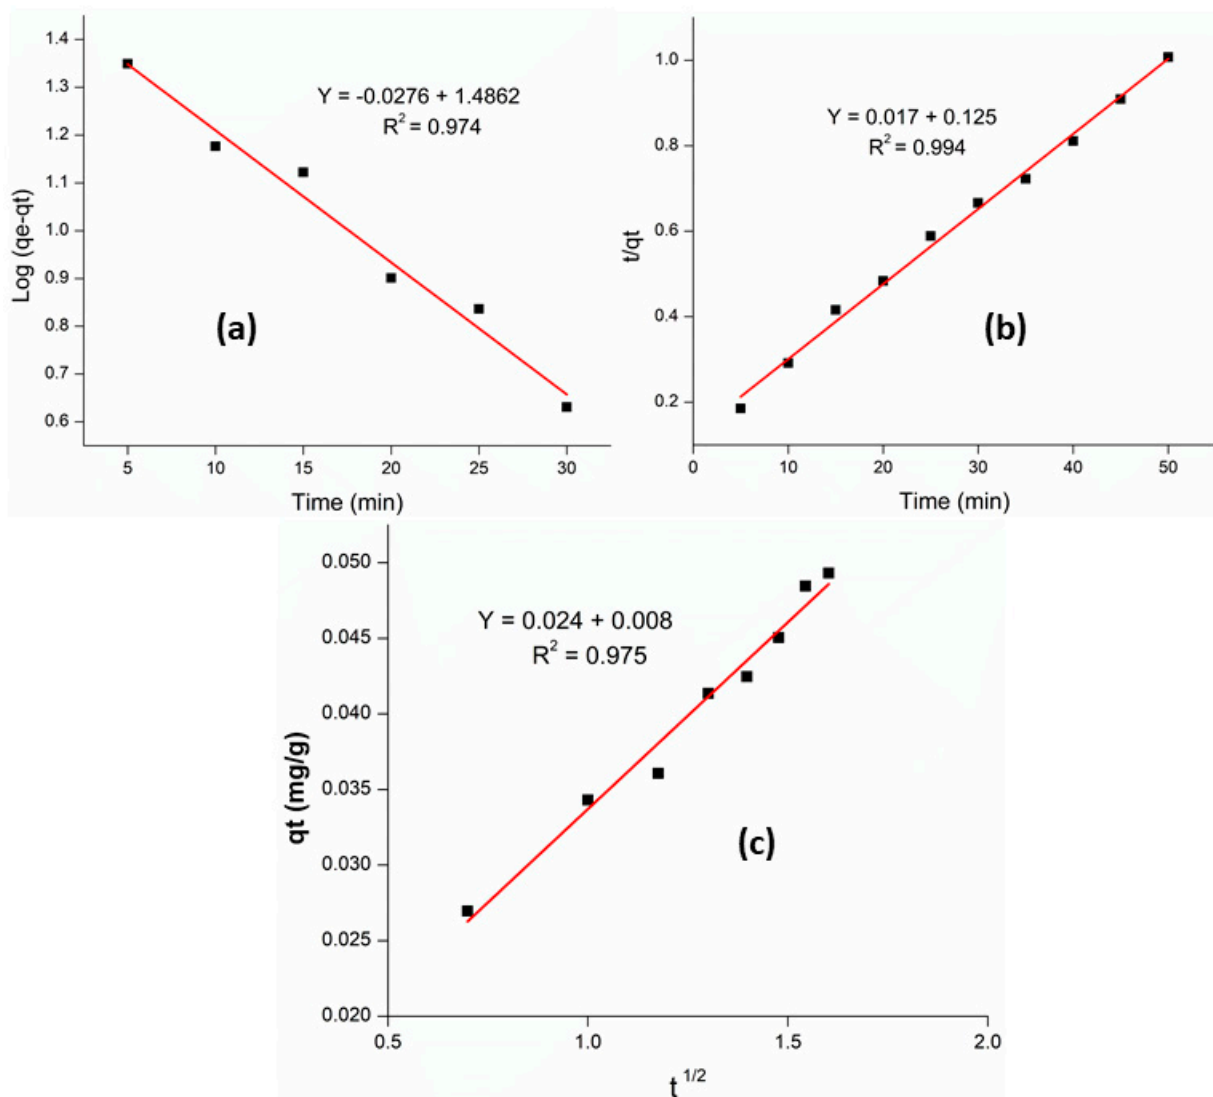 1.4
1.3
1.2
1.1
1.0
0.9
0.8
0.7
0.6
Log (qe-qt)
Y = -0.0276 + 1.4862
R² = 0.974
(a)
5 10 15 20 25 30
Time (min)
1.0
0.8
0.6
0.4
0.2
t/qt
Y = 0.017 + 0.125
R² = 0.994
(b)
0 10 20 30 40 50
Time (min)
0.050
0.045
0.040
0.035
0.030
0.025
0.020
qt (mg/g)
Y = 0.024 + 0.008
R² = 0.975
(c)
0.5 1.0 1.5 2.0
t 1/2